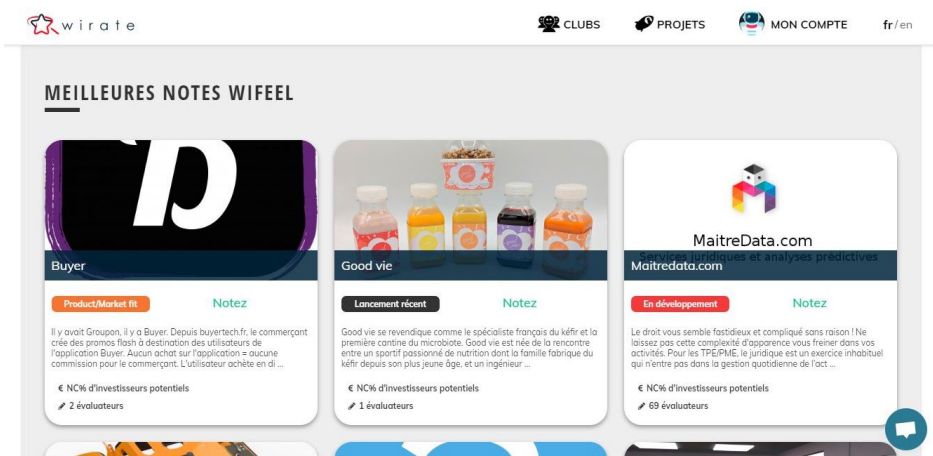 wirate
CLUBS
PROJETS
MON COMPTE
fr/en
MEILLEURES NOTES WIFEEL
Buyer
Product/Market fit
Notez
Il y avait Groupon, il y a Buyer. Depuis buyertech.fr, le commerçant
crée des promos flash à destination des utilisateurs de
l'application Buyer. Aucun achat sur l'application = aucune
commission pour le commerçant. L'utilisateur achète en di ...
€ NC% d'investisseurs potentiels
2 évaluateurs
Good vie
Lancement récent
Notez
Good vie se revendique comme le spécialiste français du kéfir et la
première cantine du microbiote. Good vie est née de la rencontre
entre un sportif passionné de nutrition dont la famille fabrique du
kéfir depuis son plus jeune âge, et un ingénieur ...
€ NC% d'investisseurs potentiels
1 évaluateurs
MaitreData.com
Services juridiques et analyses prédictives
Maitredata.com
En développement
Notez
Le droit vous semble fastidieux et compliqué sans raison ! Ne
laissez pas cette complexité d'apparence vous freiner dans vos
activités. Pour les TPE/PME, le juridique est un exercice inhabituel
qui n'entre pas dans la gestion quotidienne de l'act ...
€ NC% d'investisseurs potentiels
69 évaluateurs